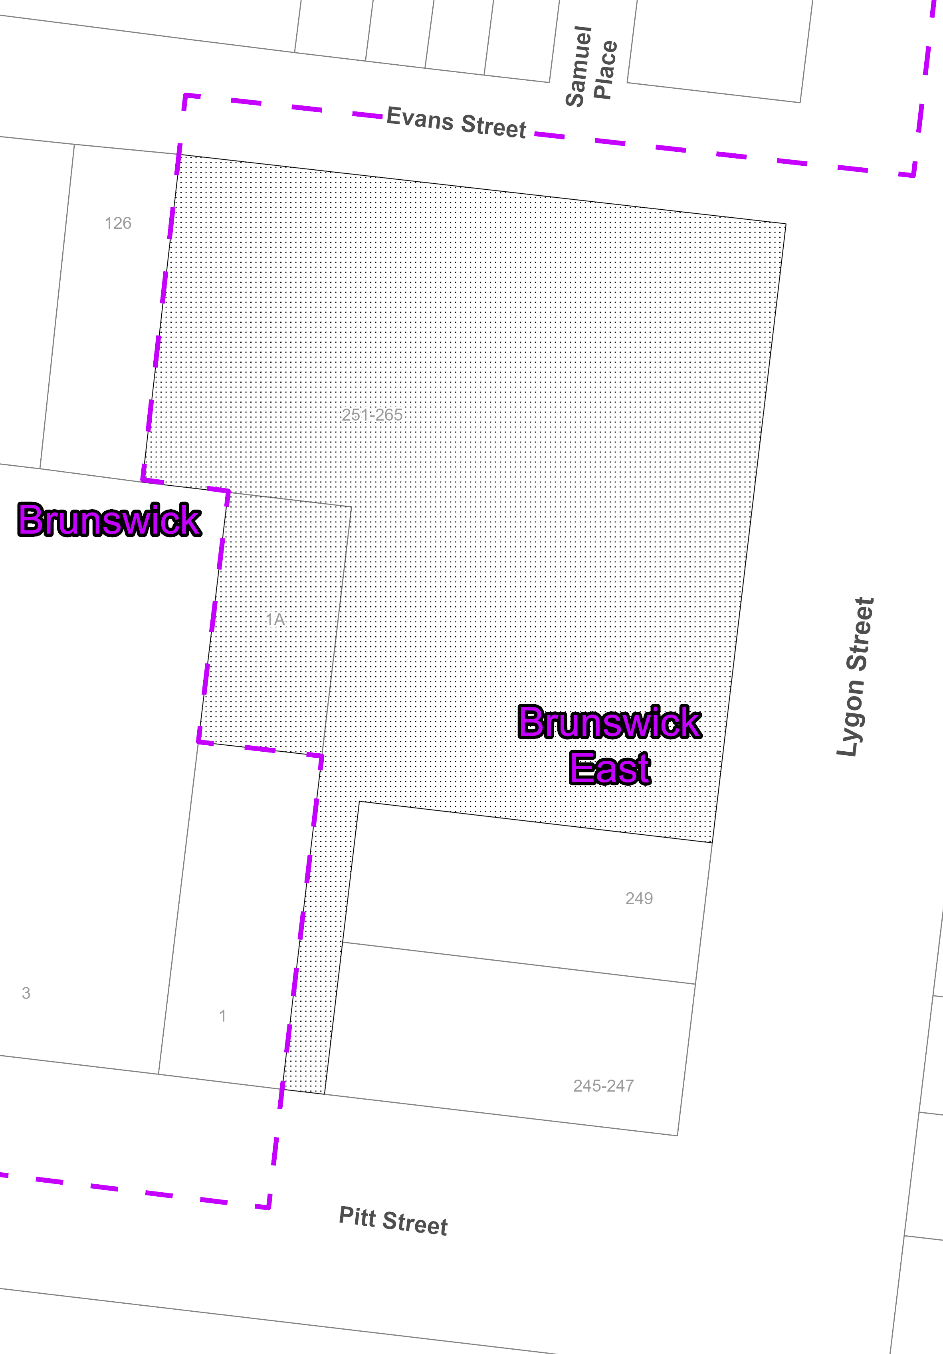 Samuel
Place
Evans Street
126
251-265
Brunswick
1A
Lygon Street
Brunswick
East
249
3
1
245-247
Pitt Street